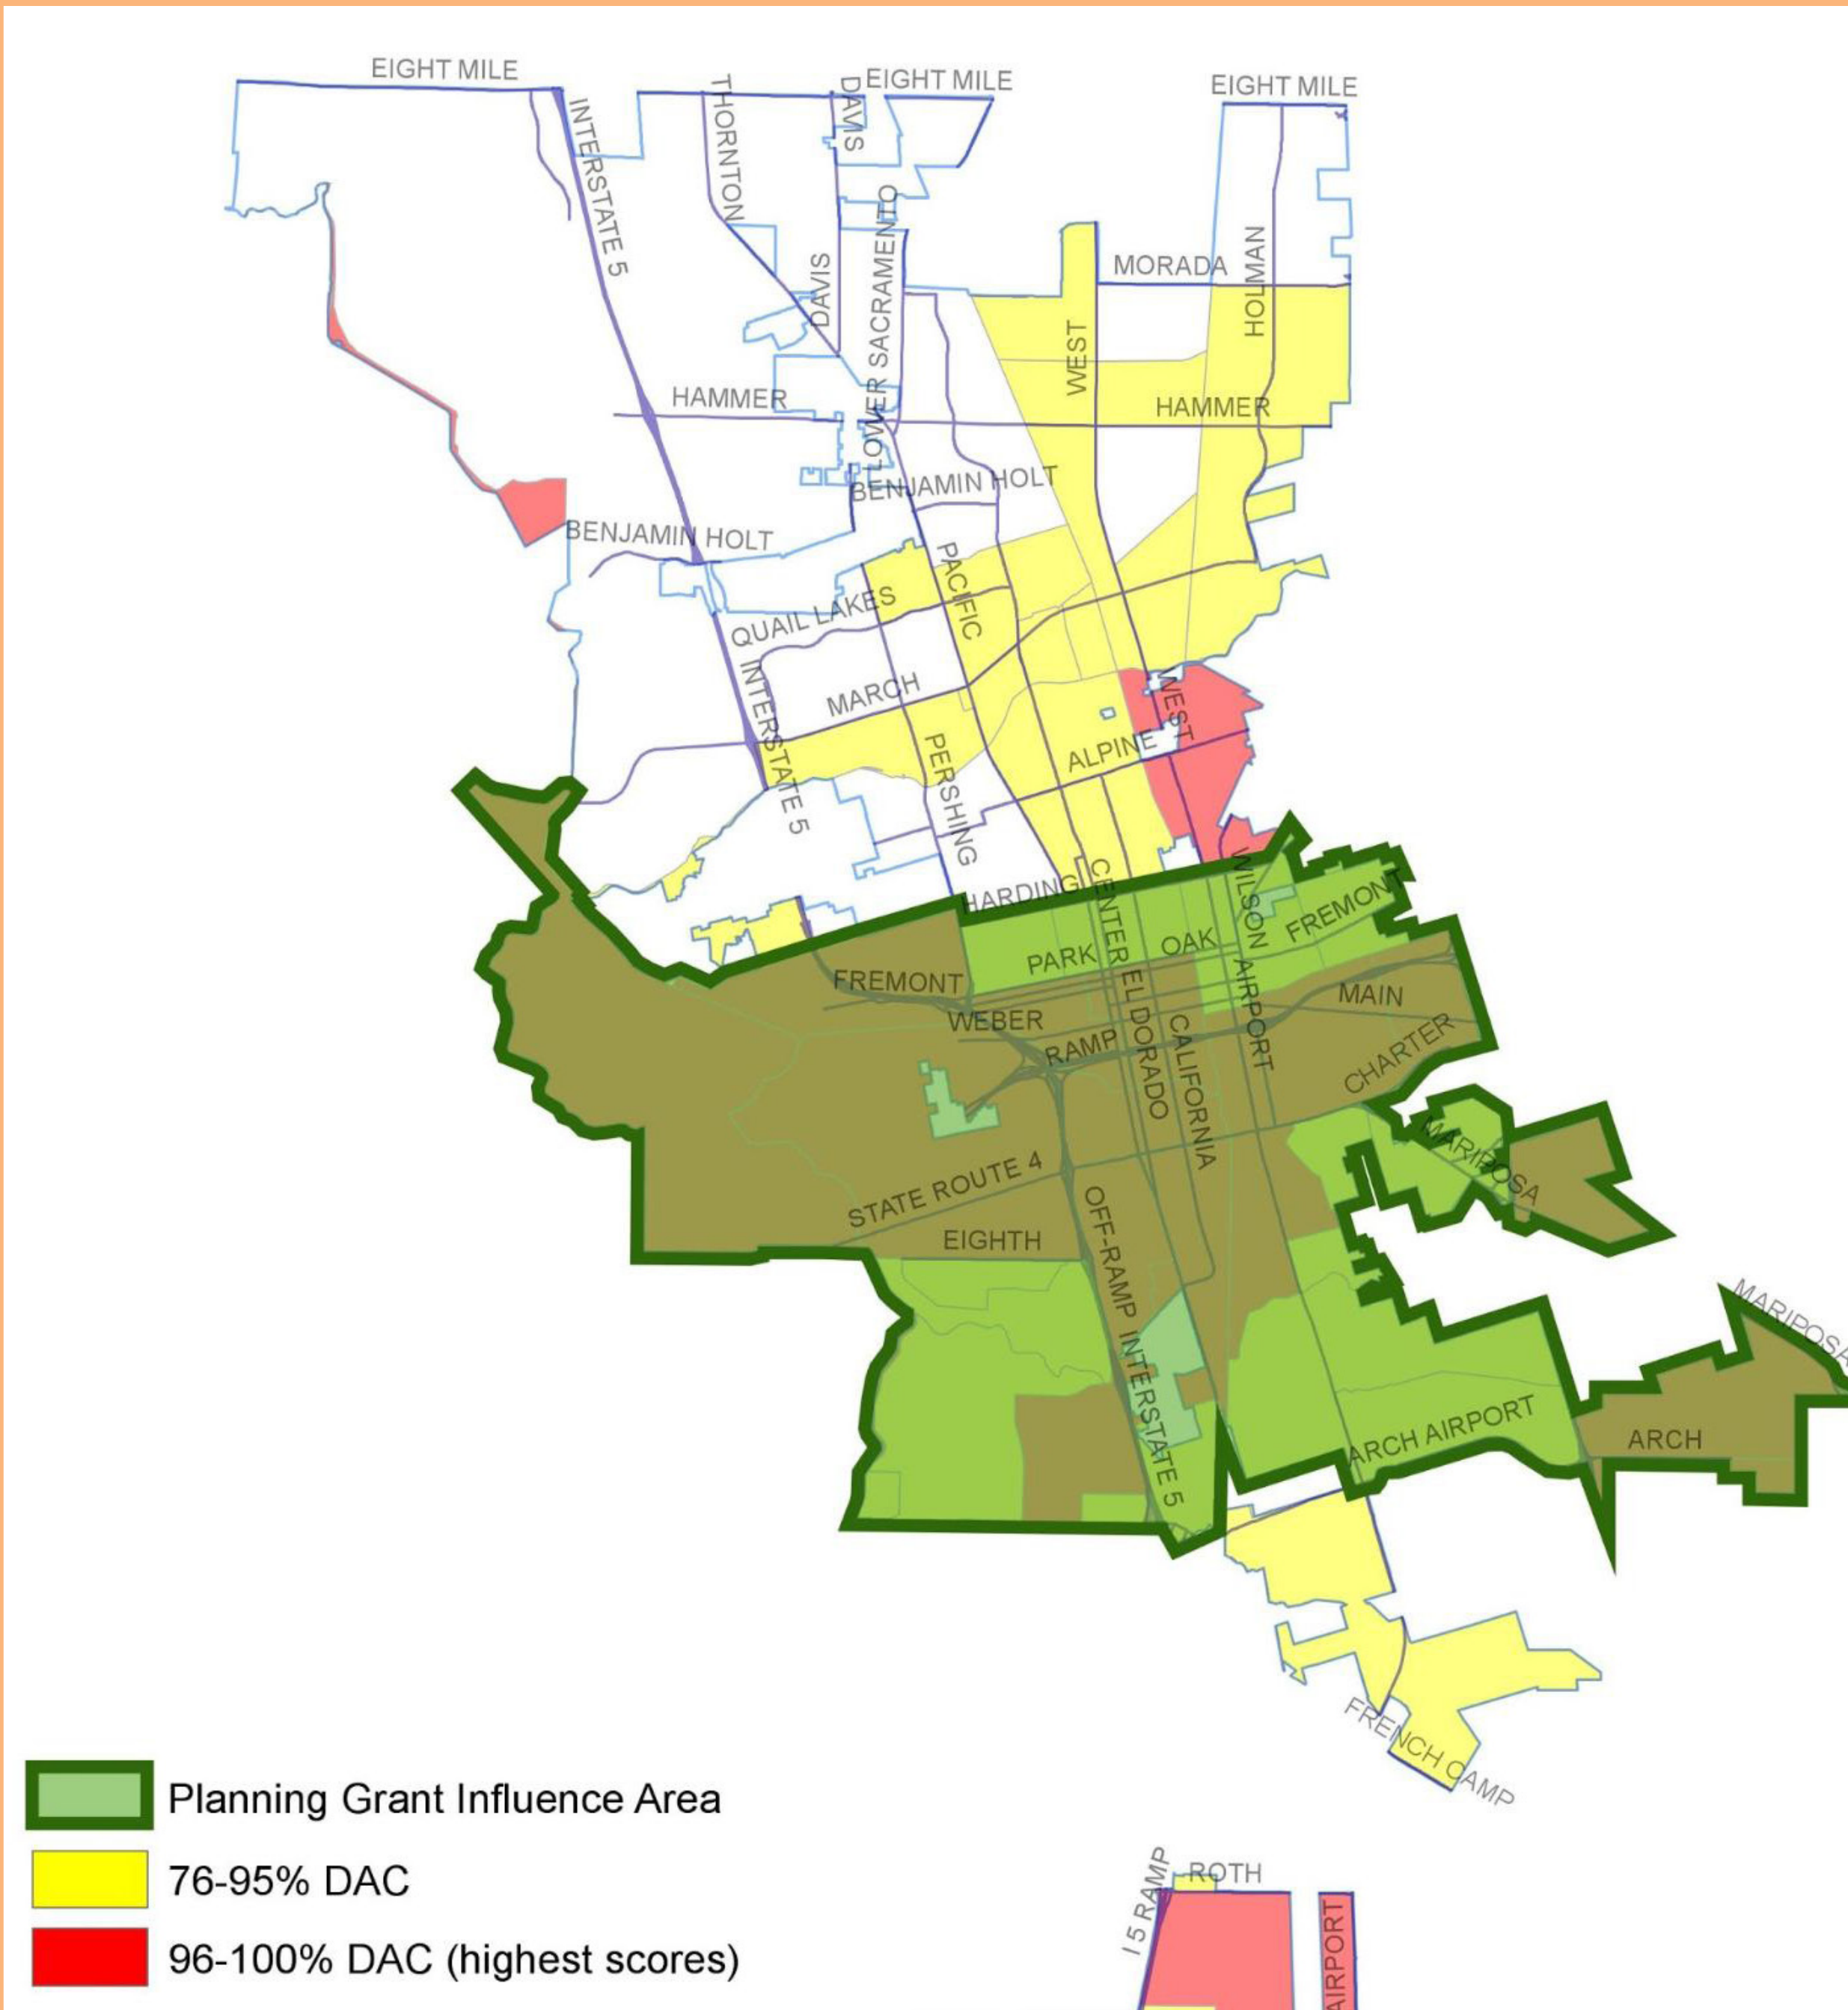 EIGHT MILE
EIGHT MILE
EIGHT MILE
INTERSTATE 5
THORNTON
DAVIS
DAVIS
LOWER SACRAMENTO
MORADA
HOLMAN
WEST
HAMMER
HAMMER
BENJAMIN HOLT
BENJAMIN HOLT
PACIFIC
QUAIL LAKES
INTERSTATE 5
MARCH
WEST
PERSHING
ALPINE
HARDING
CENTER
WILSON
FREMONT
PARK
OAK
FREMONT
AIRPORT
EL DORADO
MAIN
WEBER
CALIFORNIA
RAMP
CHARTER
MARIPOSA
STATE ROUTE 4
OFF-RAMP
EIGHTH
MARIPOSA
INTERSTATE 5
ARCH AIRPORT
ARCH
FRENCH CAMP
Planning Grant Influence Area
76-95% DAC
96-100% DAC (highest scores)
I 5 RAMP
ROTH
AIRPORT